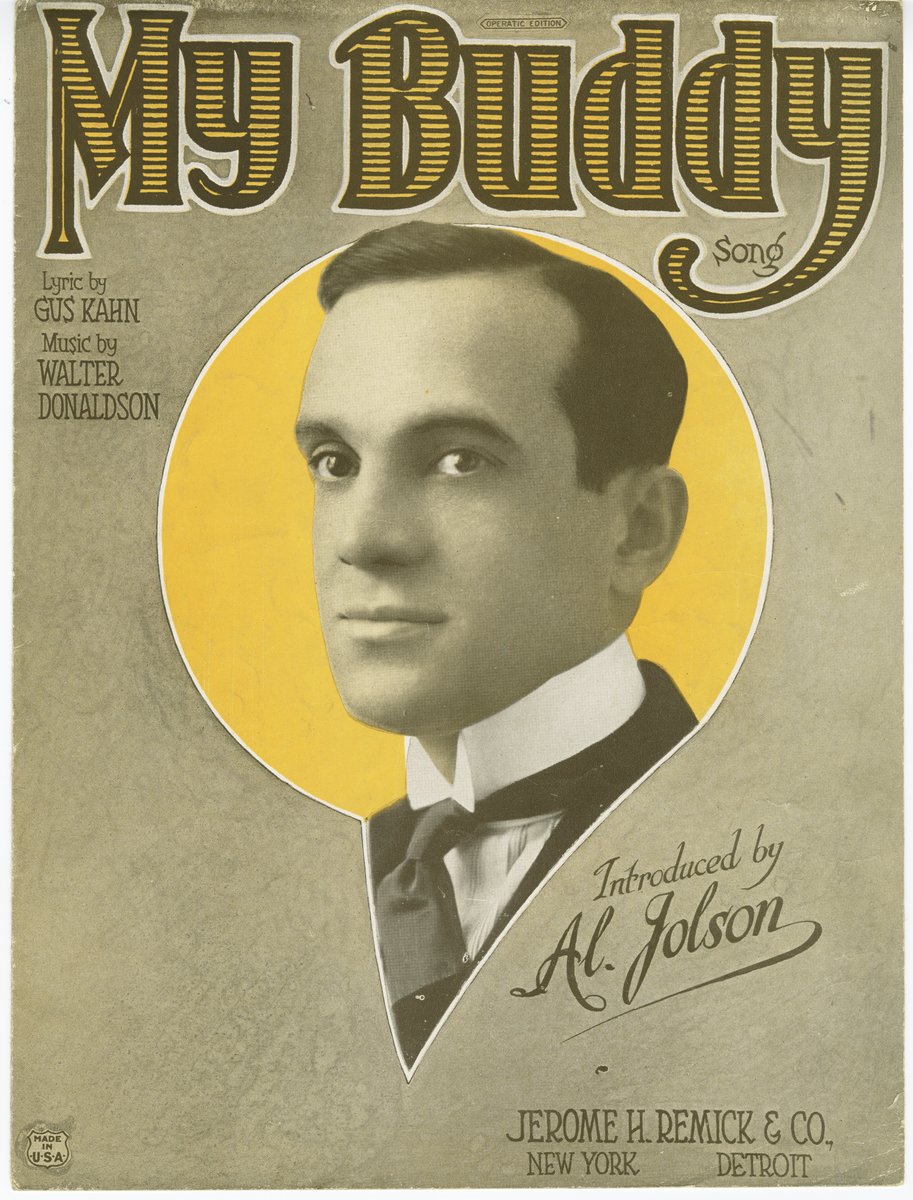 OPERATIC EDITION
My Buddy
Song
Lyric by
GUS KAHN
Music by
WALTER
DONALDSON
Introduced by
Al. Jolson
JEROME H. REMICK & CO.,
NEW YORK DETROIT
MADE
IN
U.S.A